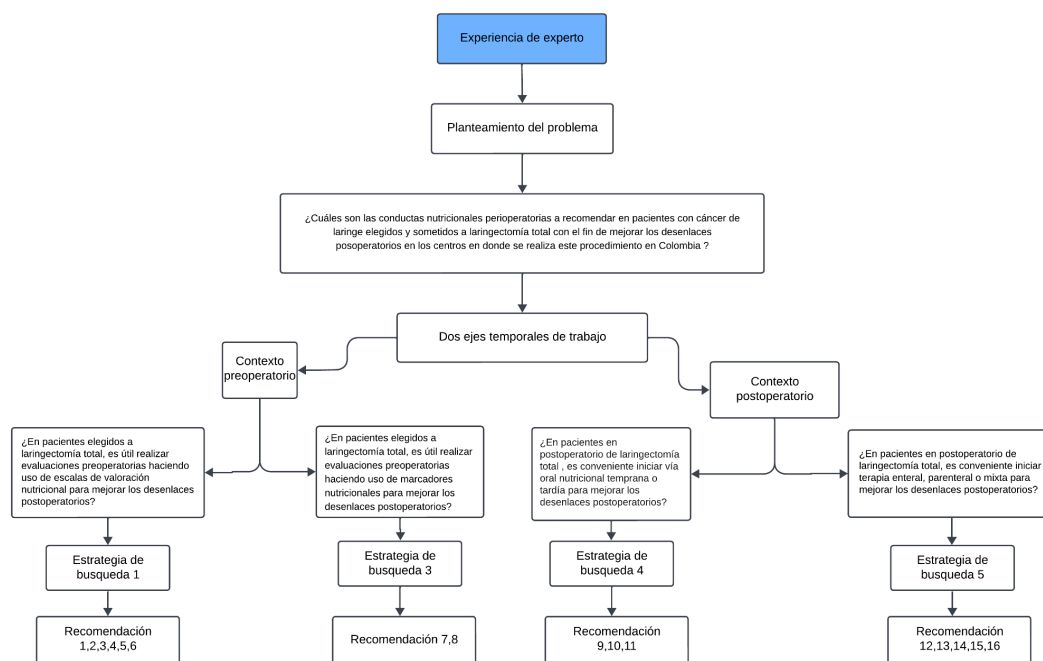 Experiencia de experto
Planteamiento del problema
¿Cuáles son las conductas nutricionales perioperatorias a recomendar en pacientes con cáncer de
laringe elegidos y sometidos a laringectomía total con el fin de mejorar los desenlaces
posoperatorios en los centros en donde se realiza este procedimiento en Colombia ?
Dos ejes temporales de trabajo
Contexto
preoperatorio
Contexto
postoperatorio
¿En pacientes elegidos a
laringectomía total, es útil realizar
evaluaciones preoperatorias haciendo
uso de escalas de valoración
nutricional para mejorar los desenlaces
postoperatorios?
¿En pacientes elegidos a
laringectomía total, es útil realizar
evaluaciones preoperatorias
haciendo uso de marcadores
nutricionales para mejorar los
desenlaces postoperatorios?
¿En pacientes en
postoperatorio de laringectomía
total , es conveniente iniciar vía
oral nutricional temprana o
tardía para mejorar los
desenlaces postoperatorios?
¿En pacientes en postoperatorio de
laringectomía total, es conveniente iniciar
terapia enteral, parenteral o mixta para
mejorar los desenlaces postoperatorios?
Estrategia de
busqueda 1
Estrategia de
busqueda 3
Estrategia de
busqueda 4
Estrategia de
busqueda 5
Recomendación
1,2,3,4,5,6
Recomendación 7,8
Recomendación
9,10,11
Recomendación
12,13,14,15,16